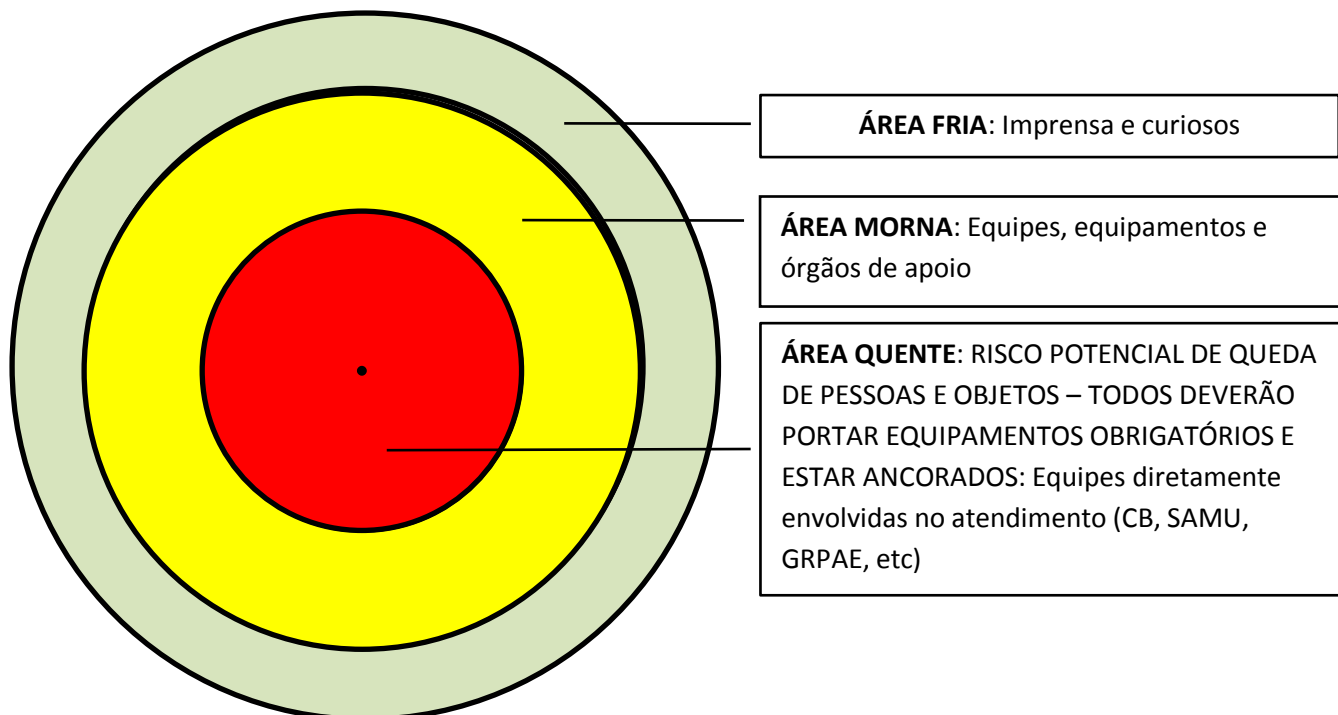 ÁREA FRIA: Imprensa e curiosos
ÁREA MORNA: Equipes, equipamentos e
órgãos de apoio
ÁREA QUENTE: RISCO POTENCIAL DE QUEDA
DE PESSOAS E OBJETOS – TODOS DEVERÃO
PORTAR EQUIPAMENTOS OBRIGATÓRIOS E
ESTAR ANCORADOS: Equipes diretamente
envolvidas no atendimento (CB, SAMU,
GRPAE, etc)